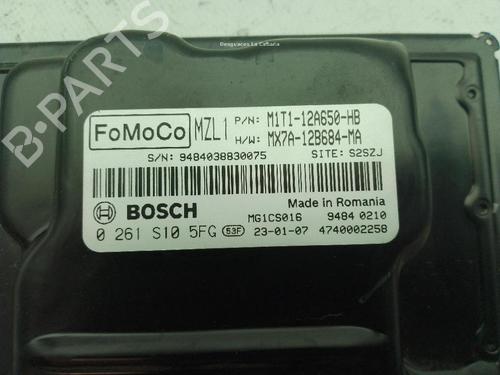 Desguaces La Cabaña
FoMoCo MZL1 P/N: M1T1-12A650-HB
H/W: MX7A-12B684-MA
S/N: 9484038830075 SITE: S2SZJ
BOSCH Made in Romania
MG1CS016 9484 0210
0 261 S10 5FG 53F 23-01-07 4740002258
B-PARTS